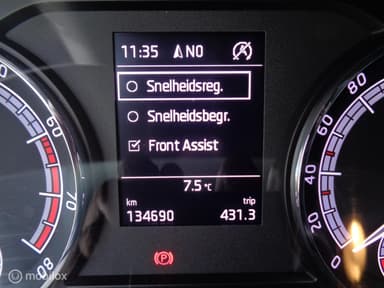 11:35 NO
Snelheidsreg.
Snelheidsbegr.
Front Assist
7.5 °C
km trip
134690 431.3
P
70
80
80
60
40
20
0
© mobilox